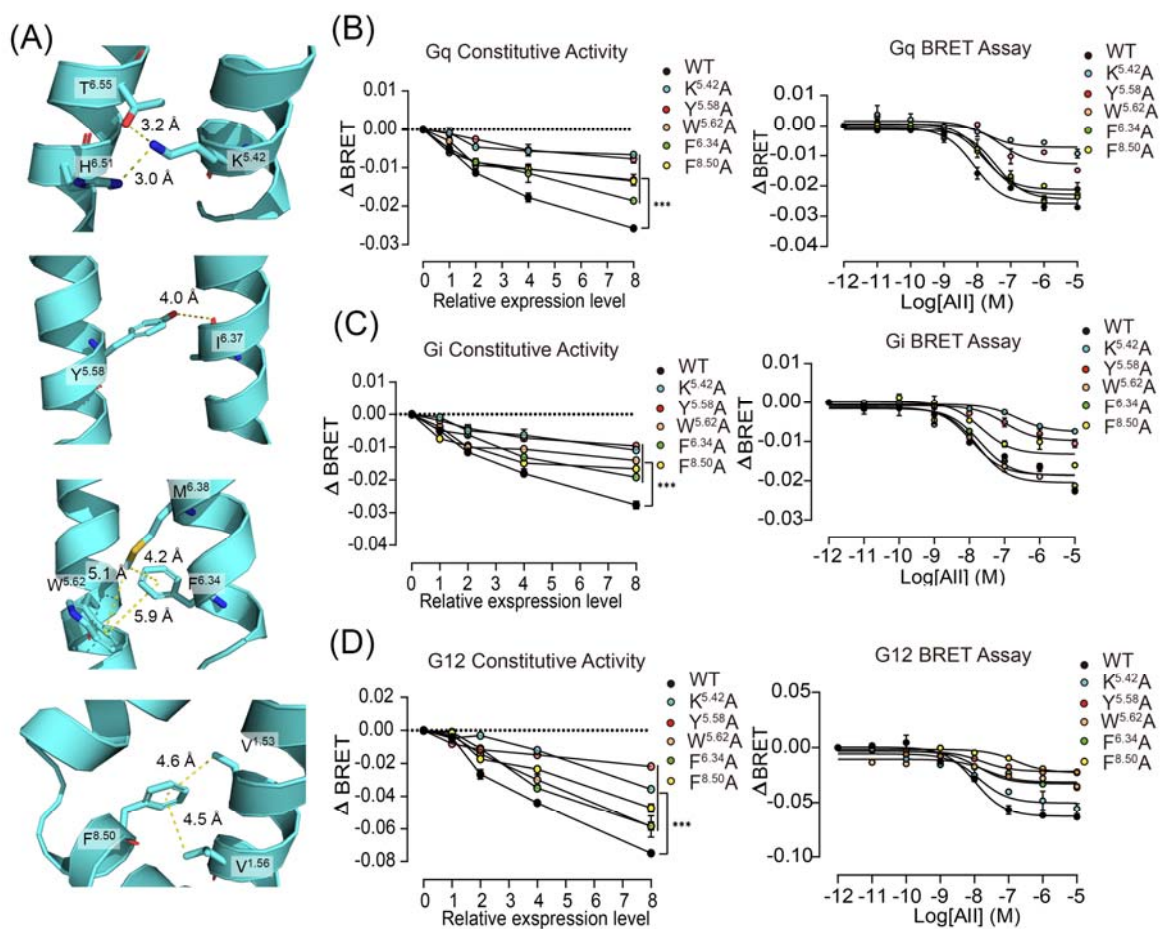 (A)
T6.55
3.2 Å
H6.51
K5.42
3.0 Å
4.0 Å
I6.37
Y5.58
M6.38
4.2 Å
5.1 Å
W5.62
F6.34
5.9 Å
V1.53
4.6 Å
4.5 Å
F8.50
V1.56
(B)
Gq Constitutive Activity
WT
K5.42A
Y5.58A
W5.62A
F6.34A
F8.50A
Δ BRET
0.01
0.00
-0.01
-0.02
-0.03
***
0 1 2 3 4 5 6 7 8
Relative expression level
Gq BRET Assay
WT
K5.42A
Y5.58A
W5.62A
F6.34A
F8.50A
Δ BRET
0.01
0.00
-0.01
-0.02
-0.03
-0.04
-12 -11 -10 -9 -8 -7 -6 -5
Log[AII] (M)
(C)
Gi Constitutive Activity
WT
K5.42A
Y5.58A
W5.62A
F6.34A
F8.50A
Δ BRET
0.01
0.00
-0.01
-0.02
-0.03
-0.04
***
0 1 2 3 4 5 6 7 8
Relative expression level
Gi BRET Assay
WT
K5.42A
Y5.58A
W5.62A
F6.34A
F8.50A
ΔBRET
0.01
0.00
-0.01
-0.02
-0.03
-12 -11 -10 -9 -8 -7 -6 -5
Log[AII] (M)
(D)
G12 Constitutive Activity
WT
K5.42A
Y5.58A
W5.62A
F6.34A
F8.50A
Δ BRET
0.02
0.00
-0.02
-0.04
-0.06
-0.08
***
0 1 2 3 4 5 6 7 8
Relative expression level
G12 BRET Assay
WT
K5.42A
Y5.58A
W5.62A
F6.34A
F8.50A
Δ BRET
0.05
0.00
-0.05
-0.10
-12 -11 -10 -9 -8 -7 -6 -5
Log[AII] (M)